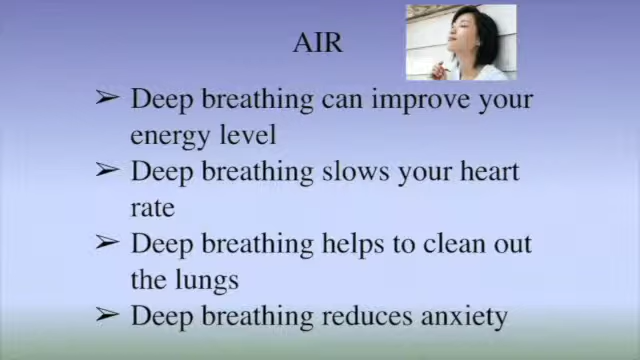 AIR
➢ Deep breathing can improve your
energy level
➢ Deep breathing slows your heart
rate
➢ Deep breathing helps to clean out
the lungs
➢ Deep breathing reduces anxiety